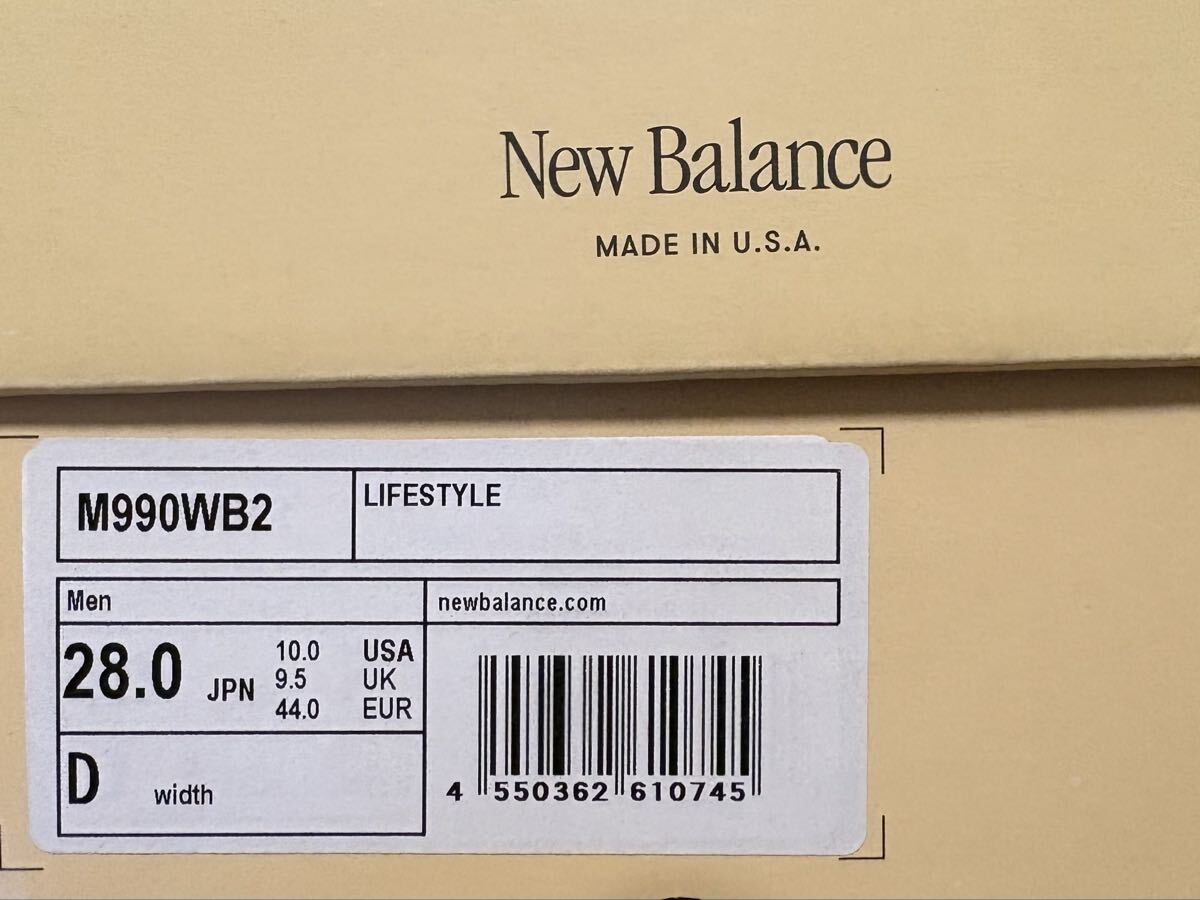 New Balance
MADE IN U.S.A.
M990WB2
LIFESTYLE
Men
newbalance.com
28.0 JPN
10.0 USA
9.5 UK
44.0 EUR
D width
4 550362 610745